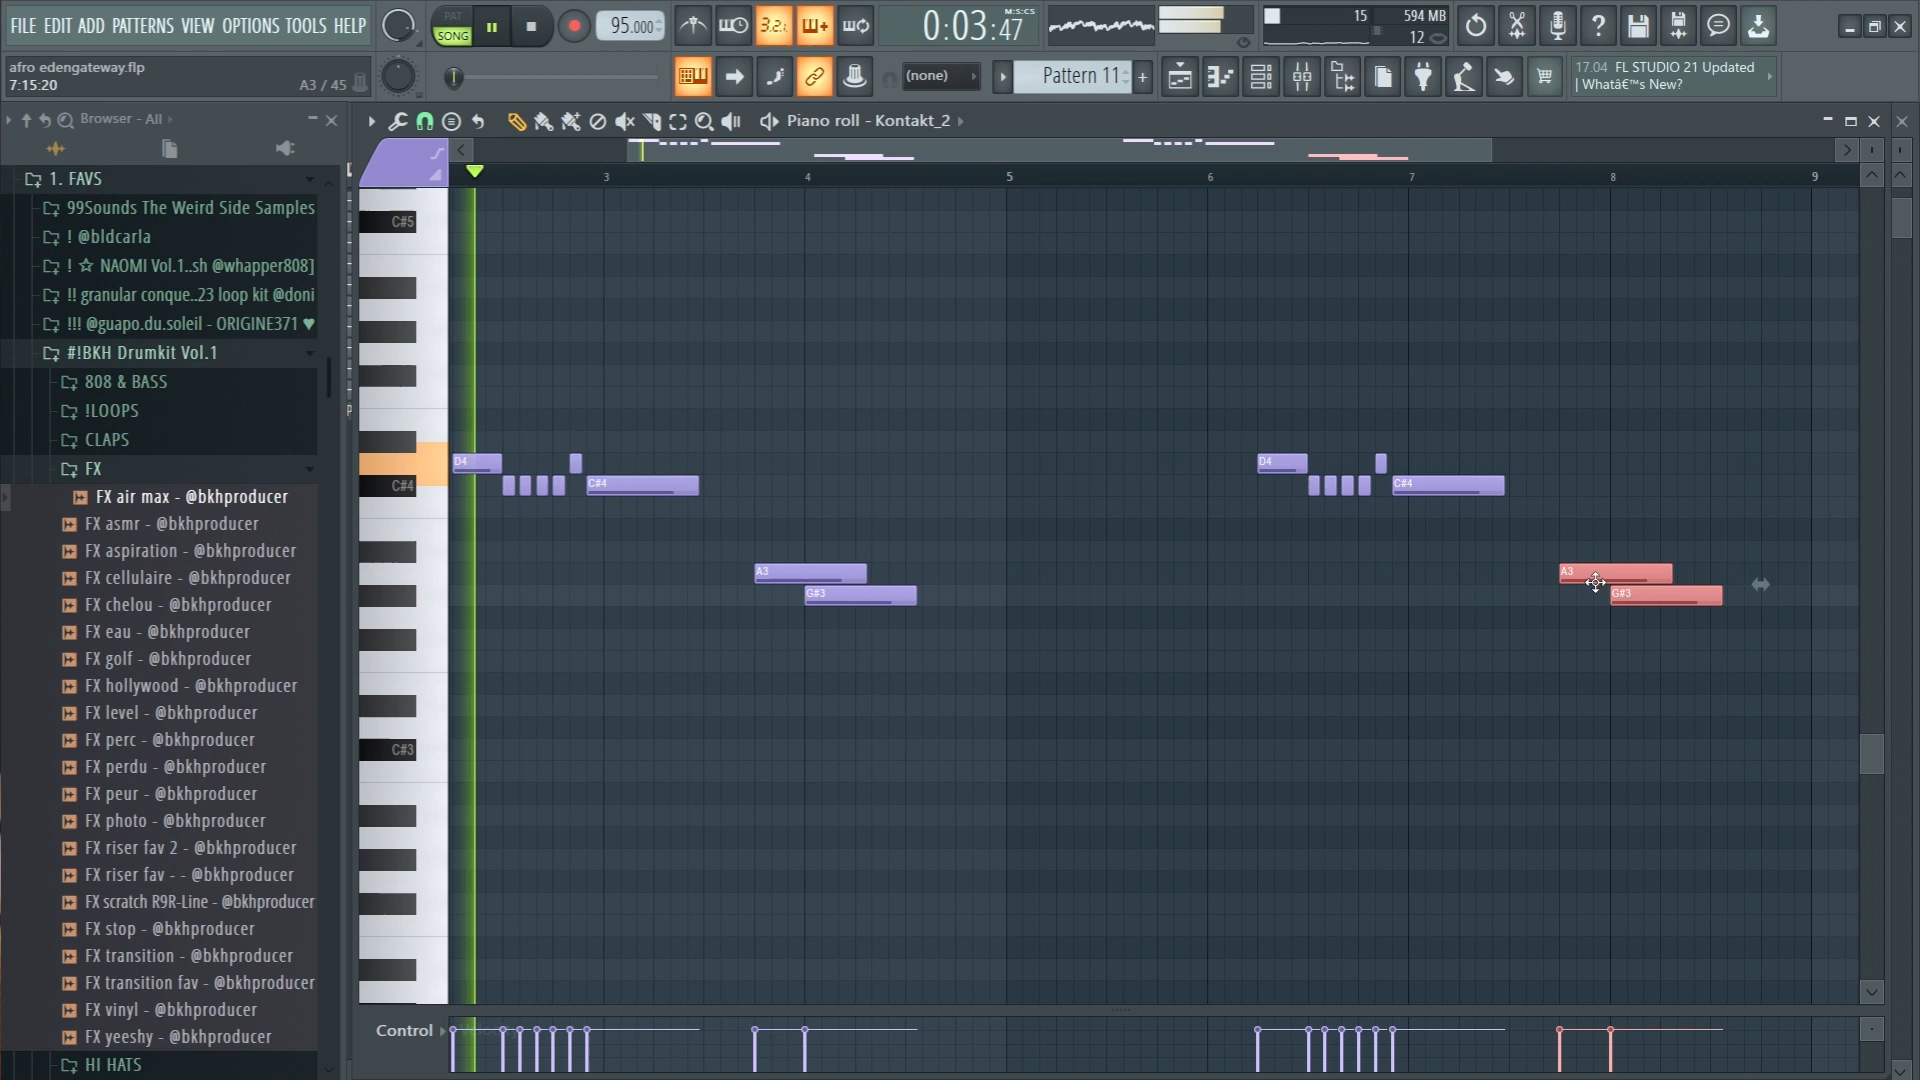 FILE EDIT ADD PATTERNS VIEW OPTIONS TOOLS HELP
PAT
SONG
95.000
3.2.
0:03:47
M:S:CS
15
594 MB
12
afro edengateway.flp
7:15:20
A3 / 45
(none)
Pattern 11
17.04 FL STUDIO 21 Updated
| Whatâ€™s New?
Browser - All
Piano roll - Kontakt_2
3
4
5
6
7
8
9
1. FAVS
99Sounds The Weird Side Samples
! @bldcarla
! ☆ NAOMI Vol.1..sh @whapper808]
!! granular conque..23 loop kit @doni
!!! @guapo.du.soleil - ORIGINE371 ♥
#!BKH Drumkit Vol.1
808 & BASS
!LOOPS
CLAPS
FX
FX air max - @bkhproducer
FX asmr - @bkhproducer
FX aspiration - @bkhproducer
FX cellulaire - @bkhproducer
FX chelou - @bkhproducer
FX eau - @bkhproducer
FX golf - @bkhproducer
FX hollywood - @bkhproducer
FX level - @bkhproducer
FX perc - @bkhproducer
FX perdu - @bkhproducer
FX peur - @bkhproducer
FX photo - @bkhproducer
FX riser fav 2 - @bkhproducer
FX riser fav - - @bkhproducer
FX scratch R9R-Line - @bkhproducer
FX stop - @bkhproducer
FX transition - @bkhproducer
FX transition fav - @bkhproducer
FX vinyl - @bkhproducer
FX yeeshy - @bkhproducer
HI HATS
C#5
C#4
C#3
D4
C#4
A3
G#3
D4
C#4
A3
G#3
Control